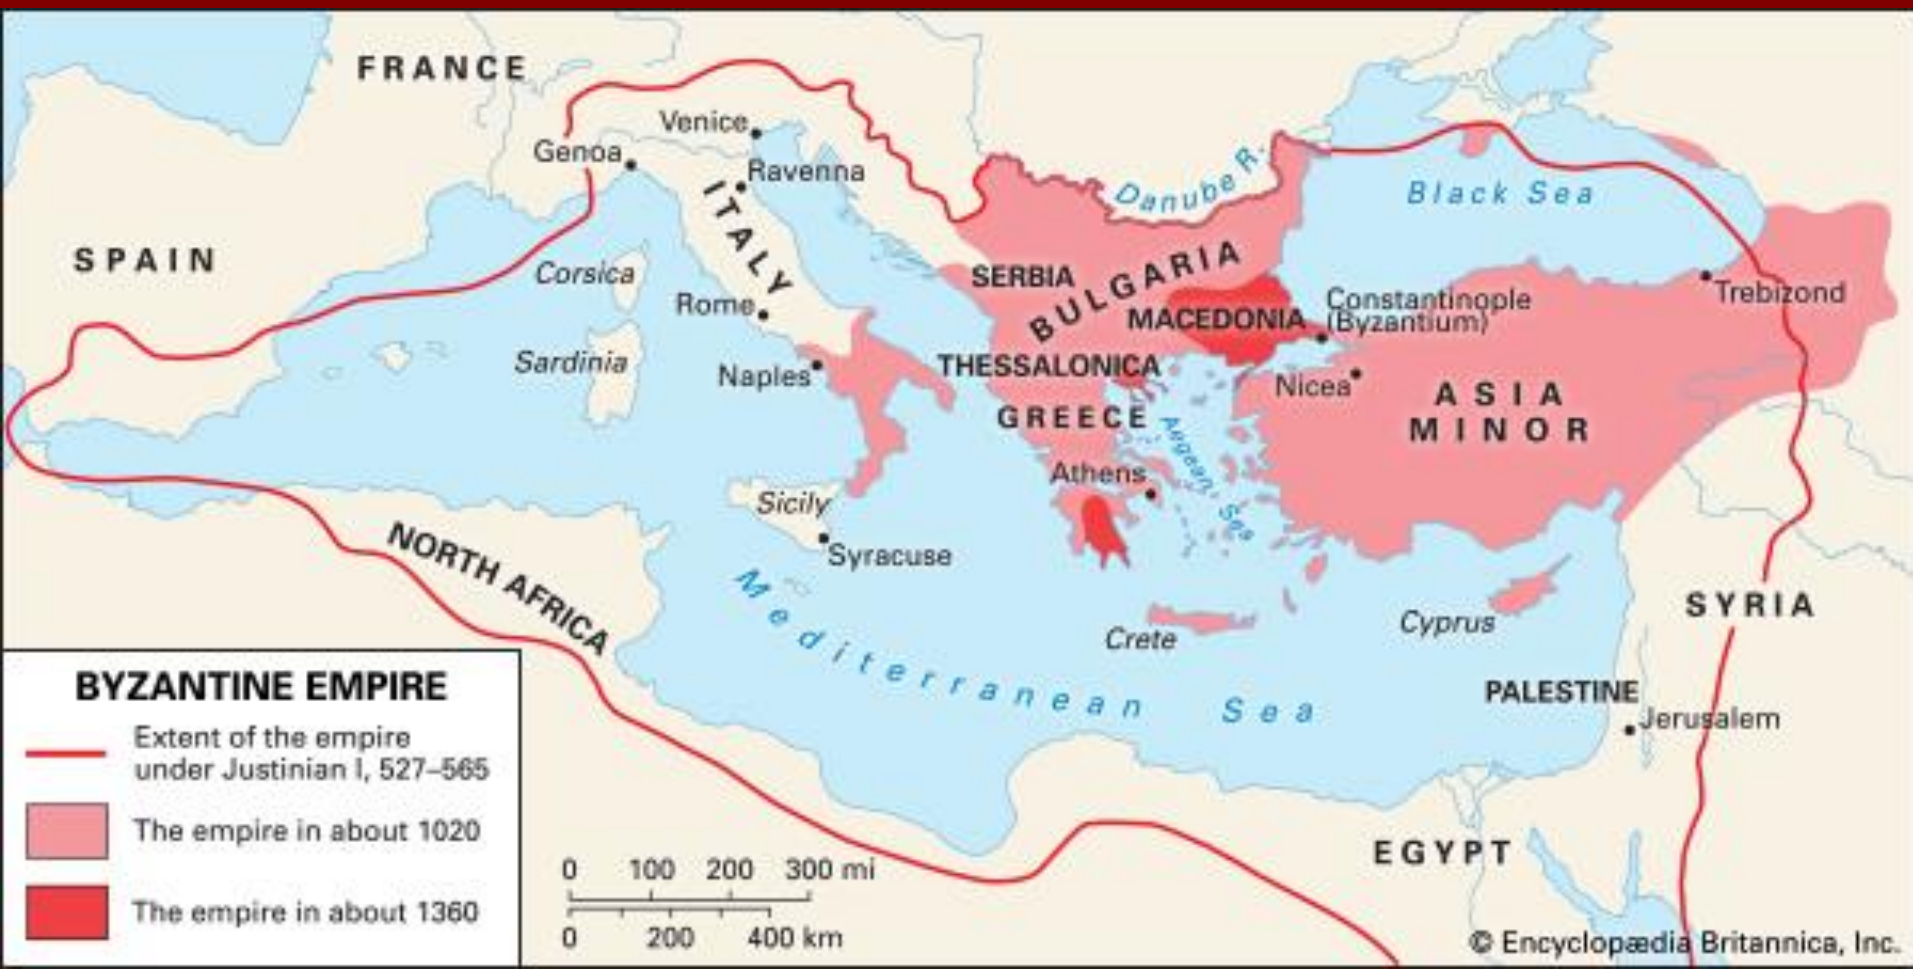 FRANCE
Venice
Genoa
Ravenna
Danube R.
Black Sea
SPAIN
ITALY
Corsica
SERBIA
BULGARIA
Rome
MACEDONIA
Constantinople
(Byzantium)
Trebizond
Sardinia
Naples
THESSALONICA
Nicea
ASIA
MINOR
GREECE
Aegean Sea
Athens
Sicily
Syracuse
NORTH AFRICA
Mediterranean Sea
Crete
Cyprus
SYRIA
PALESTINE
Jerusalem
EGYPT
BYZANTINE EMPIRE
Extent of the empire
under Justinian I, 527–565
The empire in about 1020
The empire in about 1360
0 100 200 300 mi
0 200 400 km
© Encyclopædia Britannica, Inc.